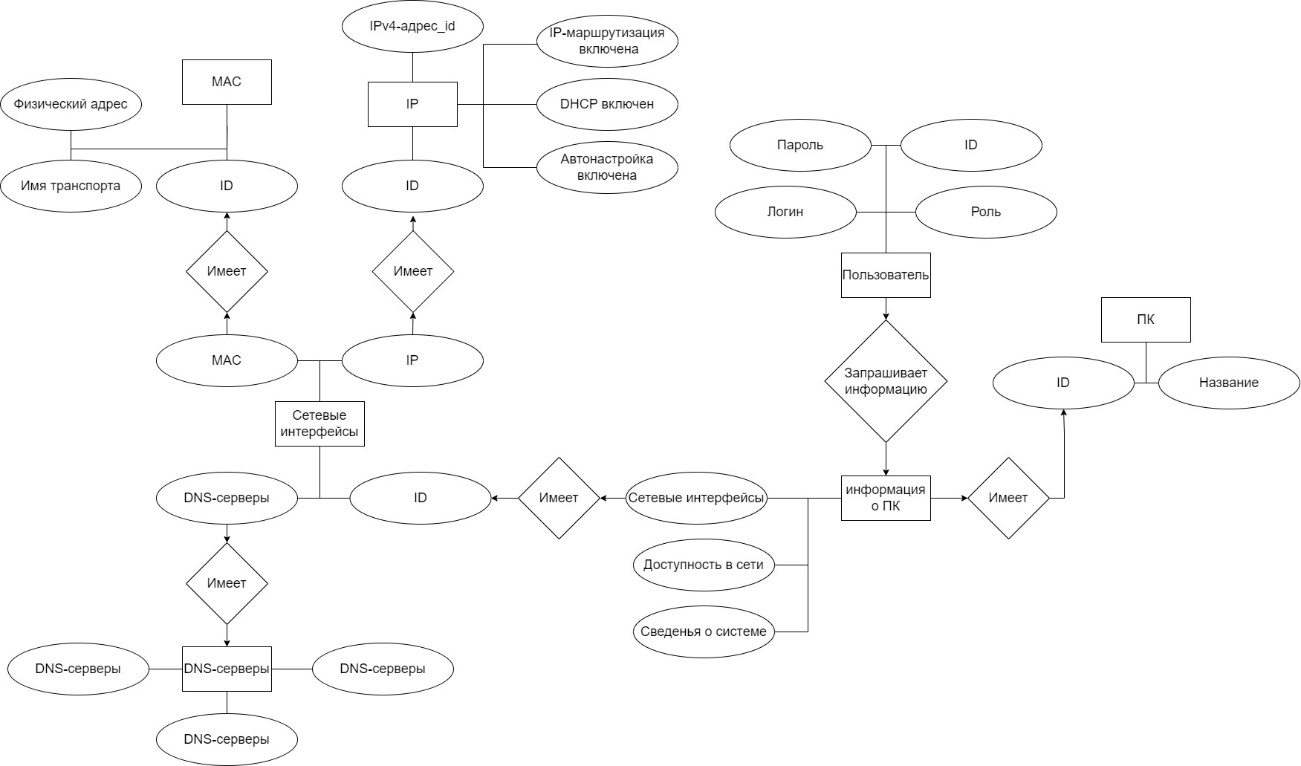 IPv4-адрес_id
IP-маршрутизация
включена
MAC
IP
Физический адрес
DHCP включен
Пароль
ID
Автонастройка
включена
Имя транспорта
ID
ID
Логин
Роль
Имеет
Имеет
Пользователь
ПК
MAC
IP
Запрашивает
информацию
ID
Название
Сетевые
интерфейсы
DNS-серверы
ID
Имеет
Сетевые интерфейсы
информация
о ПК
Имеет
Доступность в сети
Имеет
Сведенья о системе
DNS-серверы
DNS-серверы
DNS-серверы
DNS-серверы